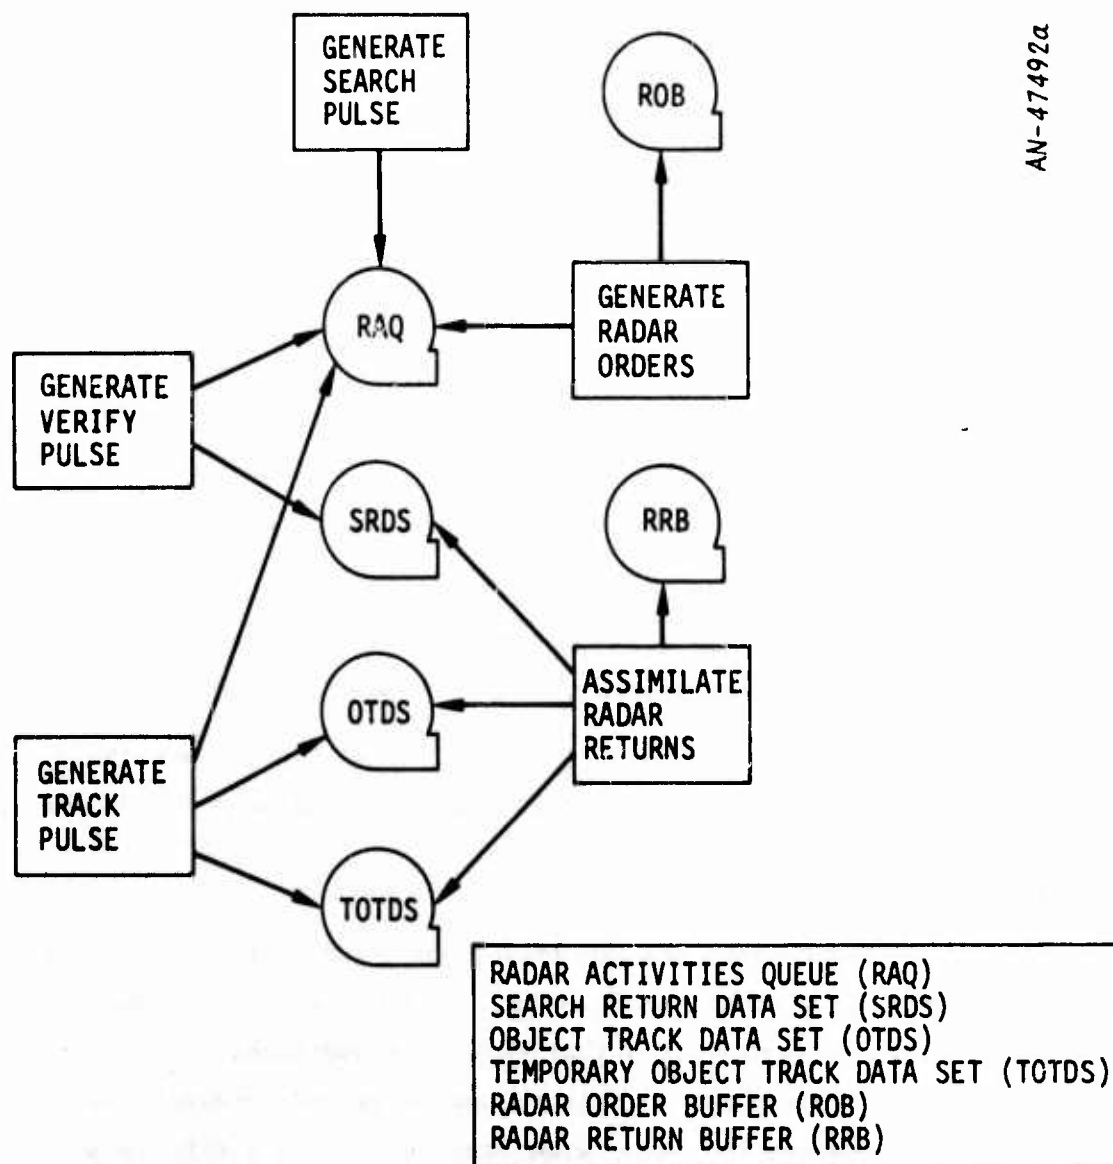 GENERATE
SEARCH
PULSE
ROB
AN-47492a
RAQ
GENERATE
RADAR
ORDERS
GENERATE
VERIFY
PULSE
SRDS
RRB
OTDS
ASSIMILATE
RADAR
RETURNS
GENERATE
TRACK
PULSE
TOTDS
RADAR ACTIVITIES QUEUE (RAQ)
SEARCH RETURN DATA SET (SRDS)
OBJECT TRACK DATA SET (OTDS)
TEMPORARY OBJECT TRACK DATA SET (TOTDS)
RADAR ORDER BUFFER (ROB)
RADAR RETURN BUFFER (RRB)